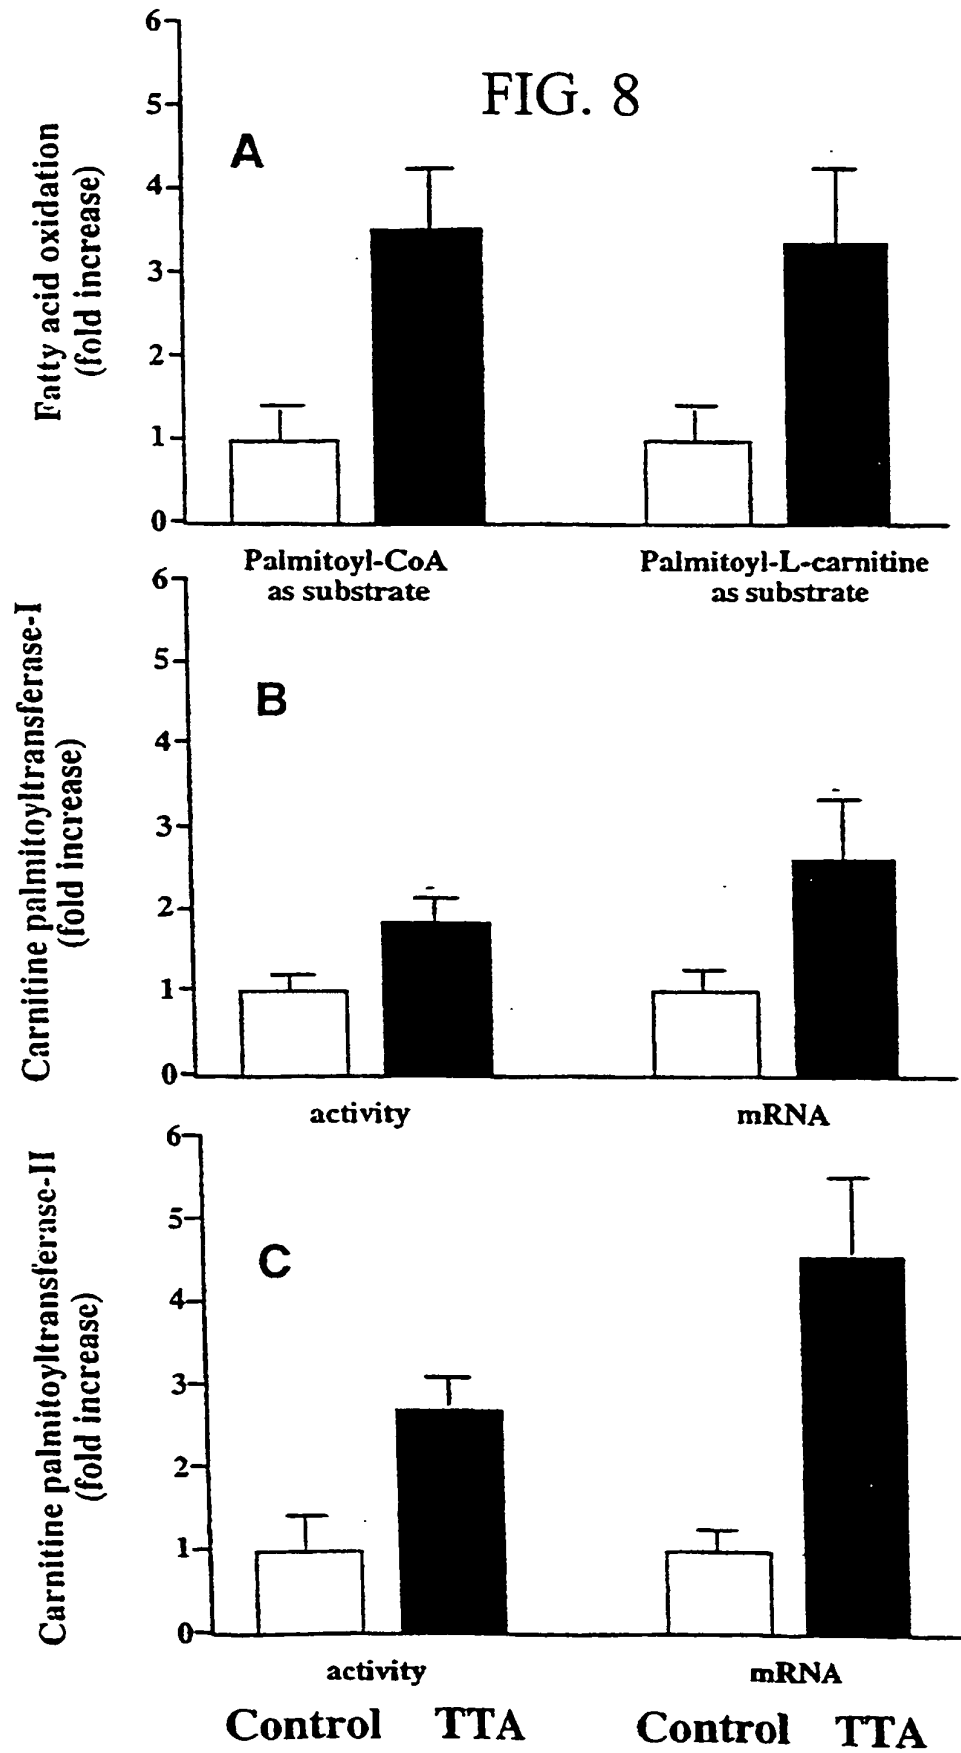 FIG. 8
A
Fatty acid oxidation
(fold increase)
6
5
4
3
2
1
0
Palmitoyl-CoA
as substrate
Palmitoyl-L-carnitine
as substrate
B
Carnitine palmitoyltransferase-I
(fold increase)
6
5
4
3
2
1
0
activity
mRNA
C
Carnitine palmitoyltransferase-II
(fold increase)
6
5
4
3
2
1
0
activity
mRNA
Control TTA
Control TTA